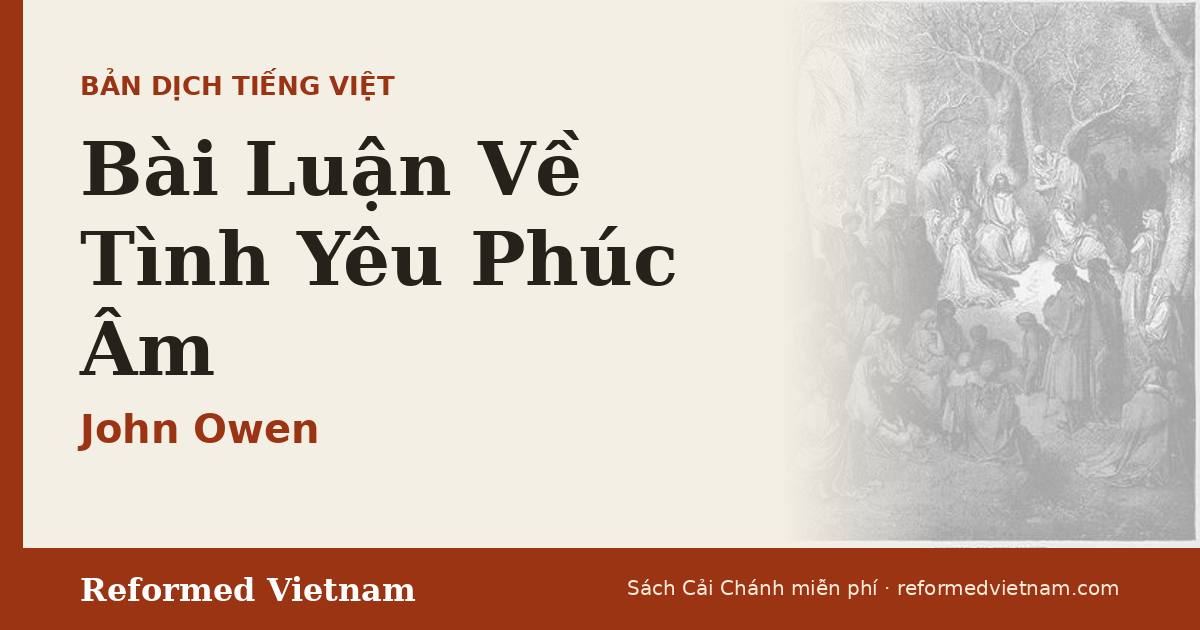 BẢN DỊCH TIẾNG VIỆT
Bài Luận Về
Tình Yêu Phúc
Âm
John Owen
Reformed Vietnam
Sách Cải Chánh miễn phí · reformedvietnam.com